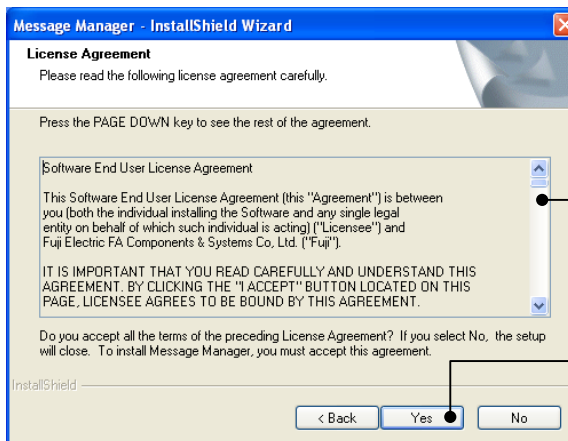 Message Manager - InstallShield Wizard
License Agreement
Please read the following license agreement carefully.
Press the PAGE DOWN key to see the rest of the agreement.
Software End User License Agreement
This Software End User License Agreement (this "Agreement") is between
you (both the individual installing the Software and any single legal
entity on behalf of which such individual is acting) ("Licensee") and
Fuji Electric FA Components & Systems Co, Ltd. ("Fuji").
IT IS IMPORTANT THAT YOU READ CAREFULLY AND UNDERSTAND THIS
AGREEMENT. BY CLICKING THE "I ACCEPT" BUTTON LOCATED ON THIS
PAGE, LICENSEE AGREES TO BE BOUND BY THIS AGREEMENT.
Do you accept all the terms of the preceding License Agreement? If you select No, the setup
will close. To install Message Manager, you must accept this agreement.
InstallShield
< Back Yes No